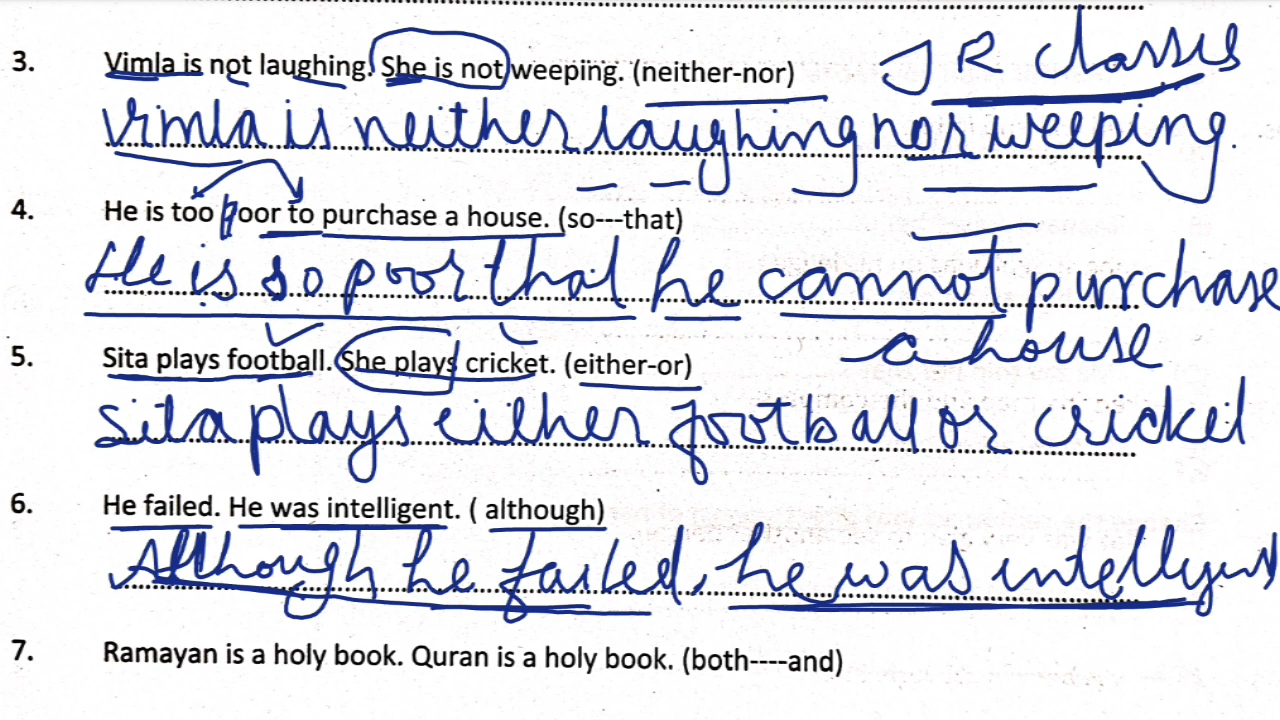 3. Vimla is not laughing. She is not weeping. (neither-nor) J R classes
Vimla is neither laughing nor weeping.
4. He is too poor to purchase a house. (so---that)
He is so poor that he cannot purchase
a house
5. Sita plays football. She plays cricket. (either-or)
Sita plays either football or cricket
6. He failed. He was intelligent. ( although)
Although he failed, he was intelligent
7. Ramayan is a holy book. Quran is a holy book. (both----and)